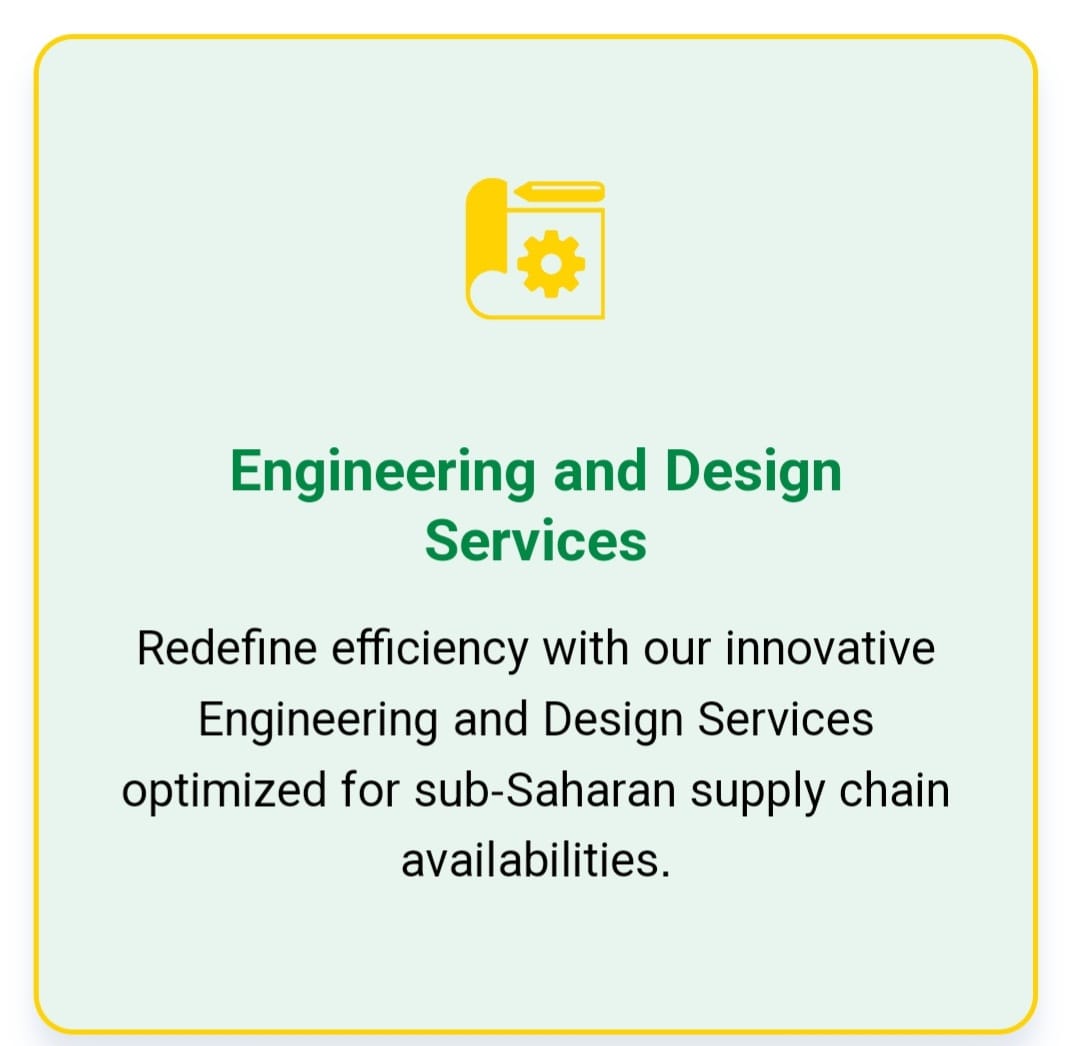 Engineering and Design
Services
Redefine efficiency with our innovative
Engineering and Design Services
optimized for sub-Saharan supply chain
availabilities.